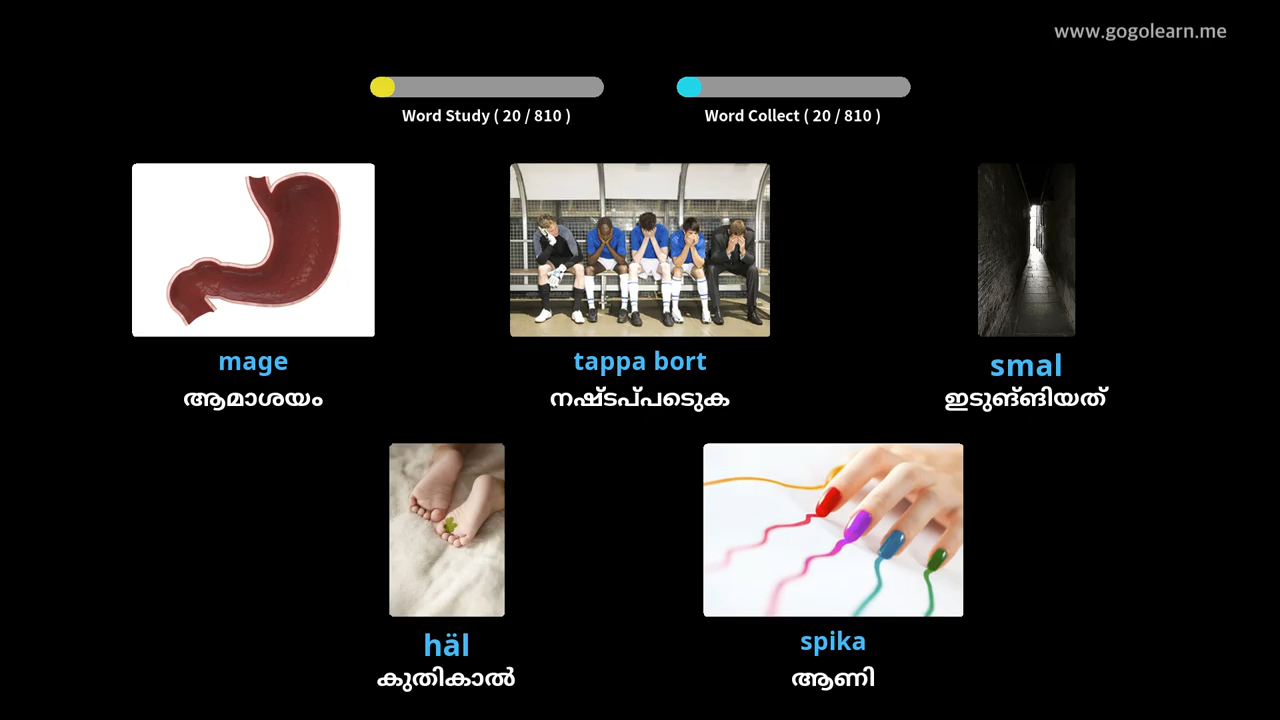 www.gogolearn.me
Word Study ( 20 / 810 )
Word Collect ( 20 / 810 )
mage
tappa bort
smal
ആമാശയം
നഷ്ടപ്പടെുക
ഇടുങ്ങിയത്
häl
spika
കുതികാൽ
ആണി